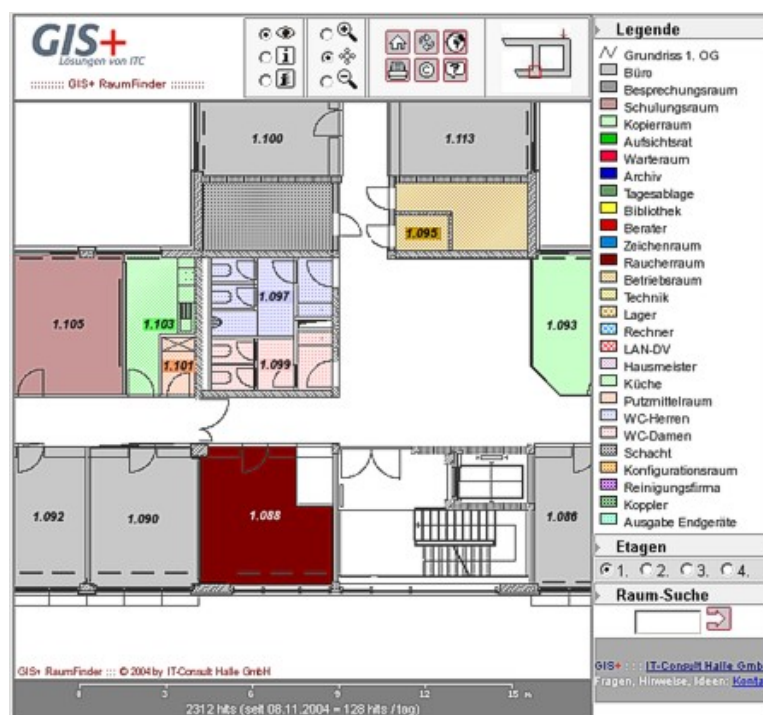 GIS+
Lösungen von ITC
:::::::::: GIS+ RaumFinder ::::::::::
Legende
Grundriss 1. OG
Büro
Besprechungsraum
Schulungsraum
Kopierraum
Aufsichtsrat
Warteraum
Archiv
Tagesablage
Bibliothek
Berater
Zeichenraum
Raucherraum
Betriebsraum
Technik
Lager
Rechner
LAN-DV
Hausmeister
Küche
Putzmittelraum
WC-Herren
WC-Damen
Schacht
Konfigurationsraum
Reinigungsfirma
Koppler
Ausgabe Endgeräte
Etagen
1. 2. 3. 4.
Raum-Suche
GIS+ ::: IT-Consult Halle Gmb
Fragen, Hinweise, Ideen: Konta
1.100
1.113
1.095
1.097
1.105
1.103
1.093
1.101
1.099
1.092
1.090
1.088
1.086
GIS+ RaumFinder ::: © 2004 by IT-Consult Halle GmbH
0 3 6 9 12 15 m
2312 hits (seit 08.11.2004 = 128 hits / tag)